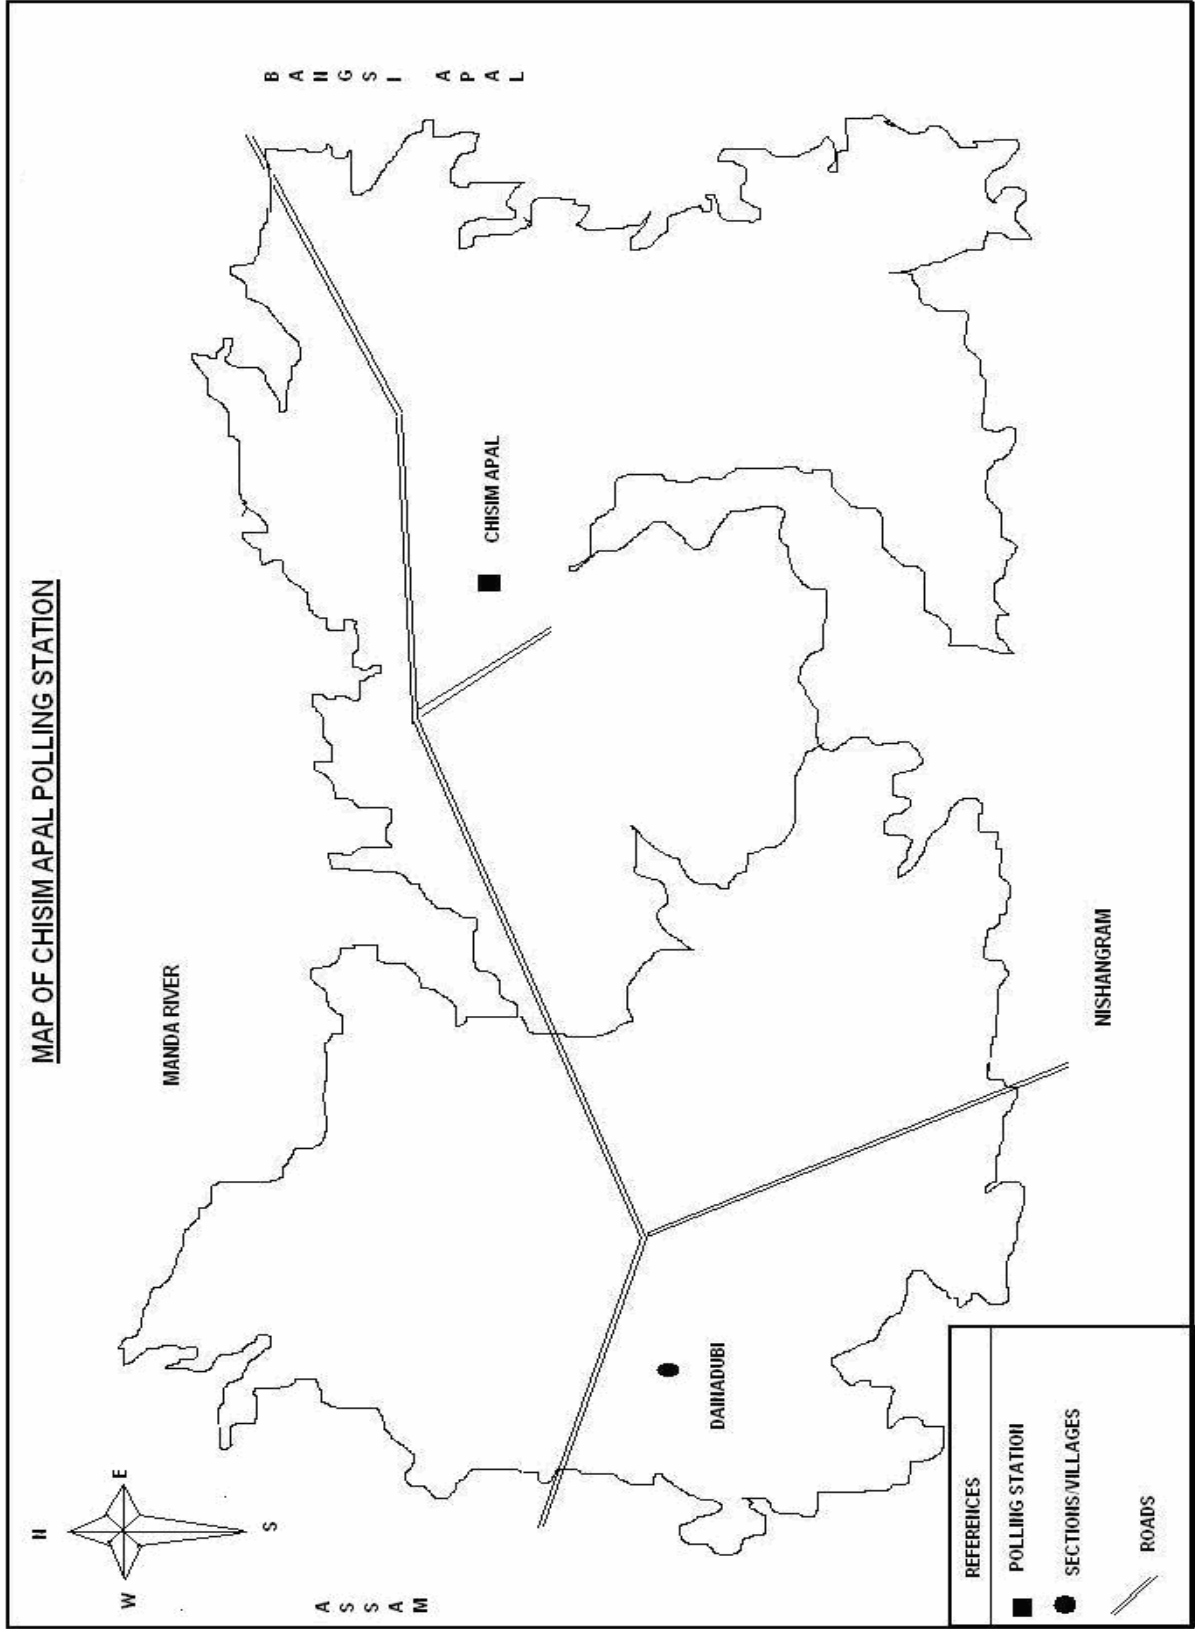 MAP OF CHISIM APAL POLLING STATION
N
W
E
S
MANDA RIVER
ASSAM
BANGSI APAL
CHISIM APAL
DAINADUBI
NISHANGRAM
REFERENCES
POLLING STATION
SECTIONS/VILLAGES
ROADS